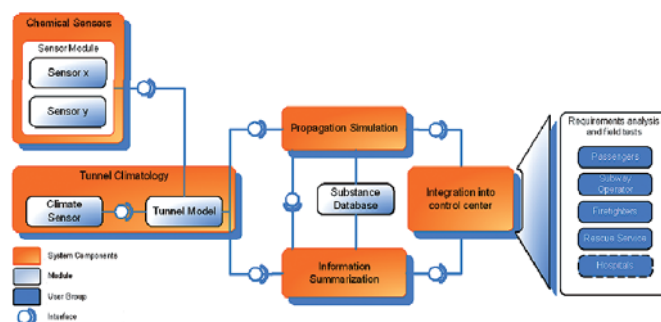 Chemical Sensors
Sensor Module
Sensor x
Sensor y
Tunnel Climatology
Climate
Sensor
Tunnel Model
Propagation Simulation
Substance
Database
Information
Summarization
Integration into
control center
Requirements analysis
and field tests
Passengers
Subway
Operator
Firefighters
Rescue Service
Hospitals
System Components
Module
User Group
Interface